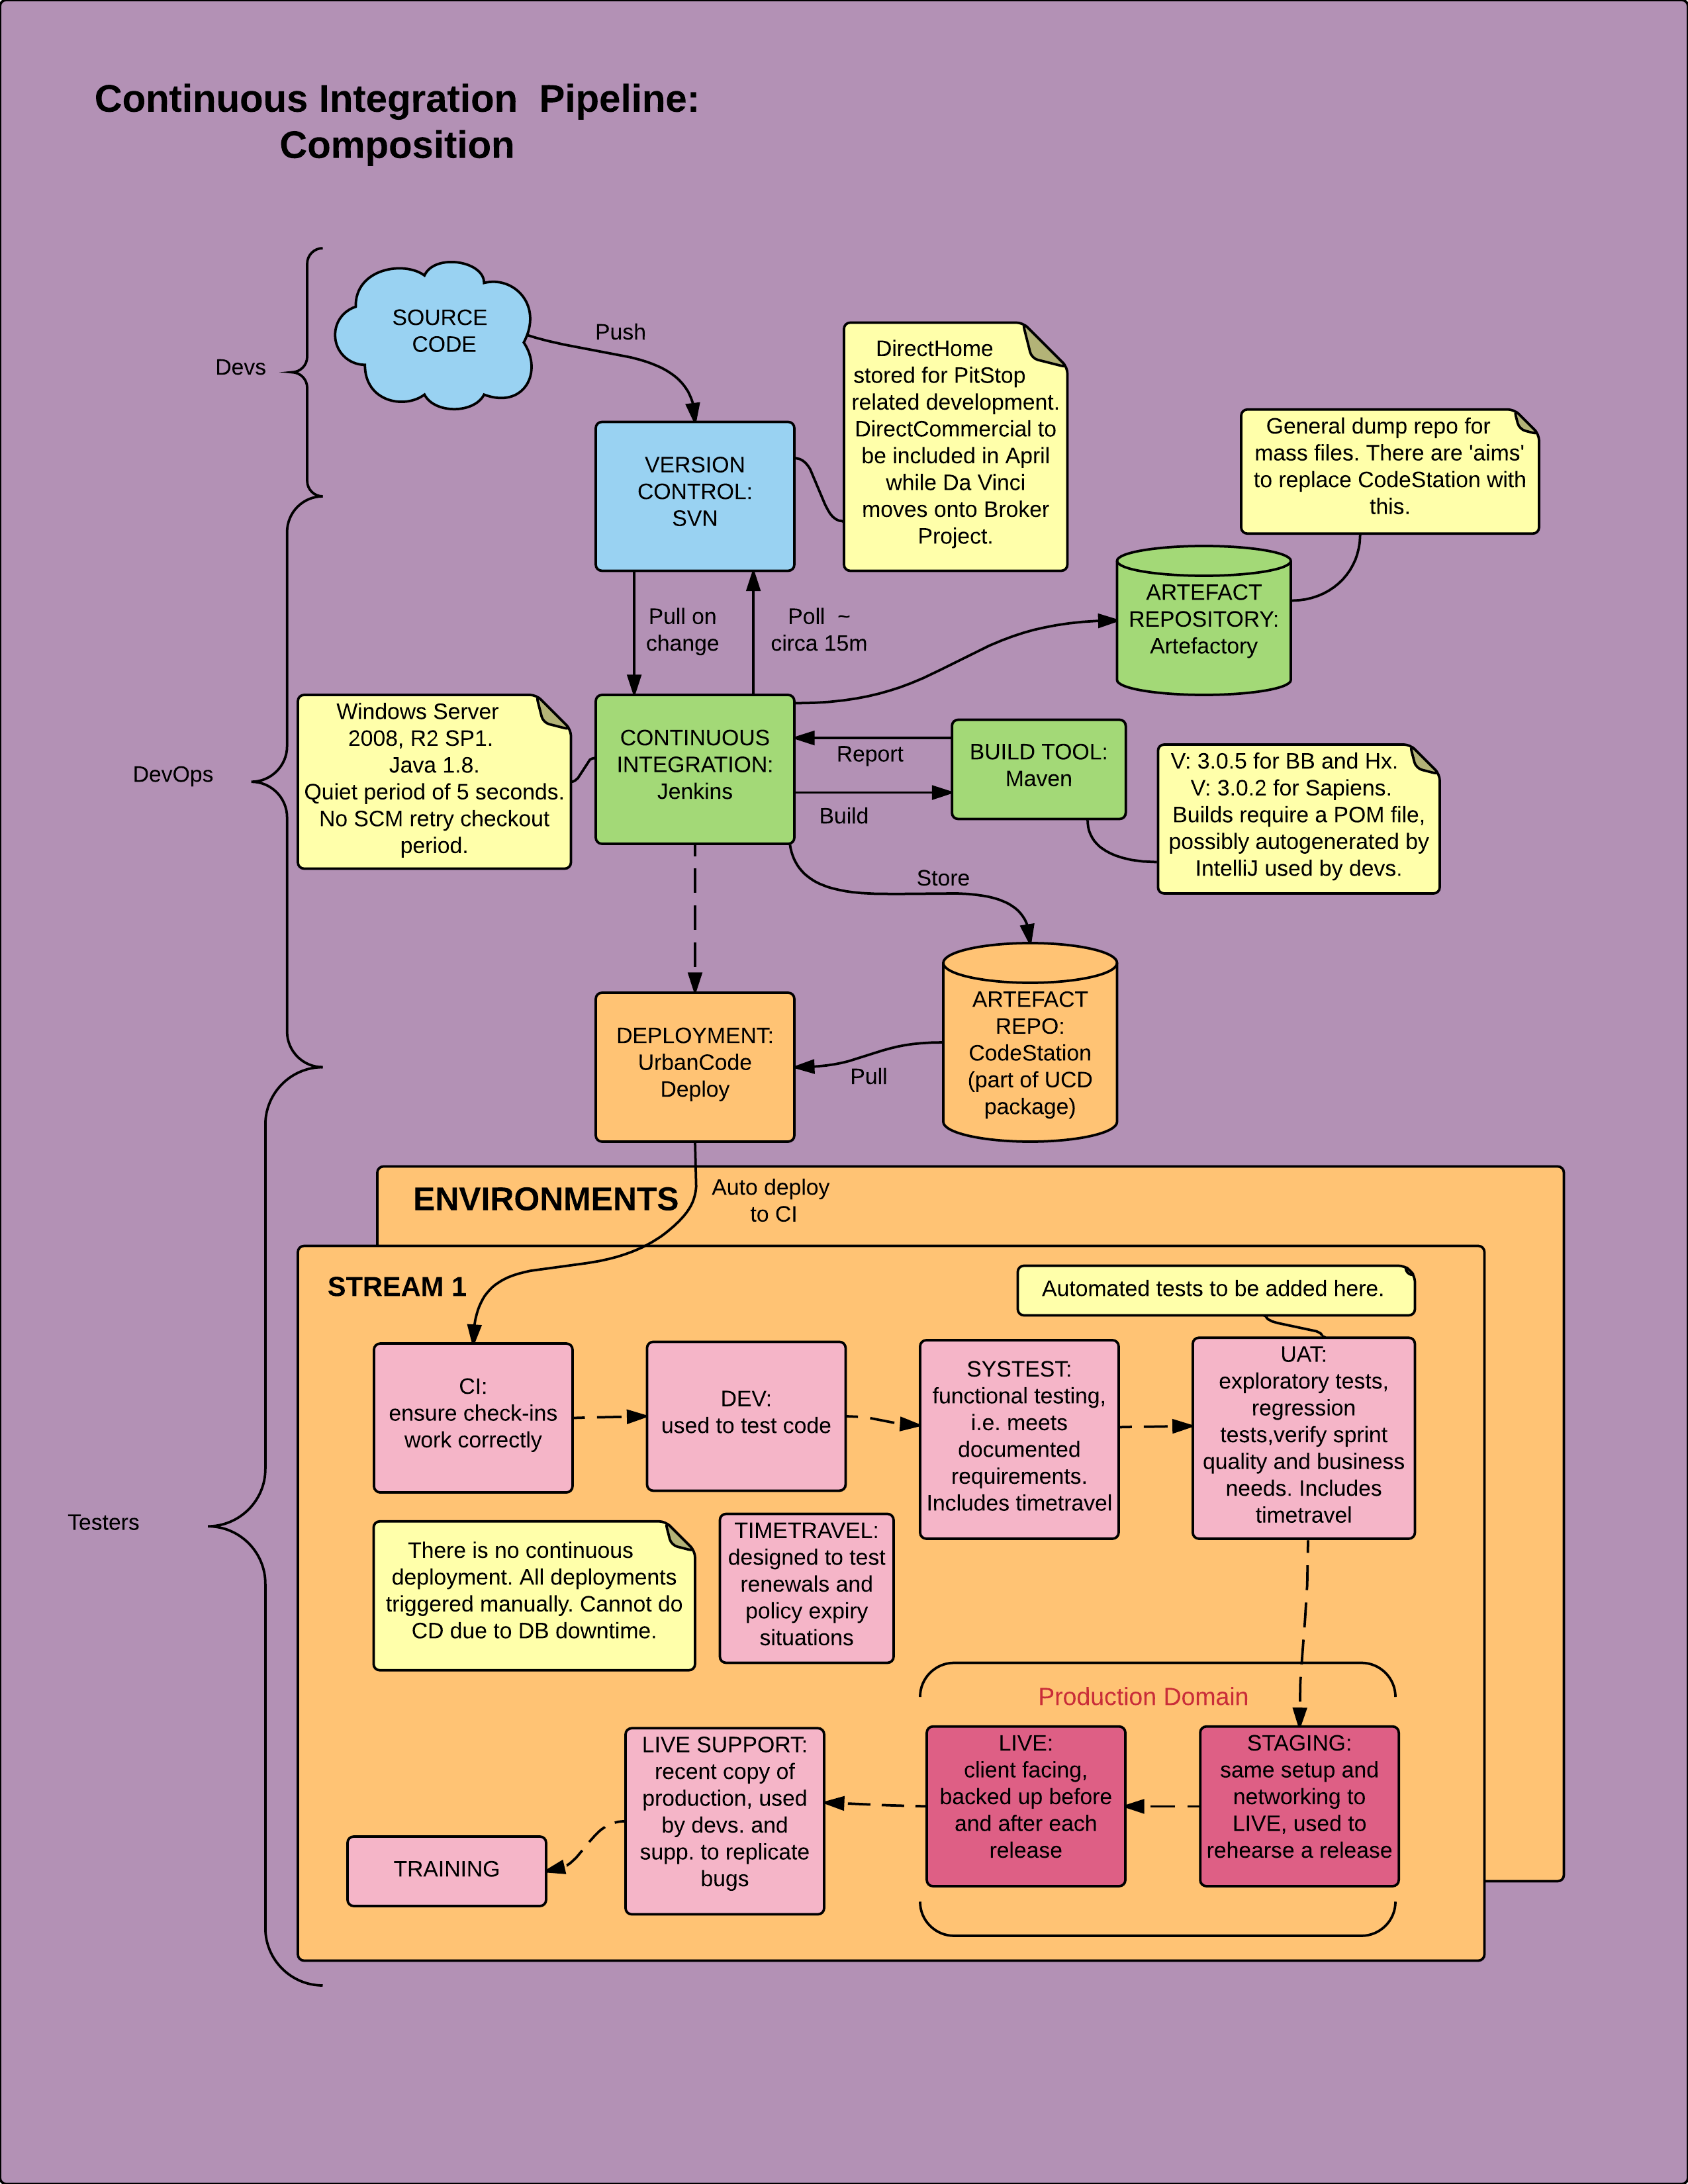 Continuous Integration  Pipeline:
Composition
SOURCE
CODE
Push
Devs
DirectHome
stored for PitStop
related development.
DirectCommercial to
be included in April
while Da Vinci
moves onto Broker
Project.
General dump repo for
mass files. There are 'aims'
to replace CodeStation with
this.
VERSION
CONTROL:
SVN
ARTEFACT
REPOSITORY:
Artefactory
Pull on
change
Poll  ~
circa 15m
Windows Server
2008, R2 SP1.
Java 1.8.
Quiet period of 5 seconds.
No SCM retry checkout
period.
DevOps
CONTINUOUS
INTEGRATION:
Jenkins
Report
Build
BUILD TOOL:
Maven
V: 3.0.5 for BB and Hx.
V: 3.0.2 for Sapiens.
Builds require a POM file,
possibly autogenerated by
IntelliJ used by devs.
Store
DEPLOYMENT:
UrbanCode
Deploy
Pull
ARTEFACT
REPO:
CodeStation
(part of UCD
package)
ENVIRONMENTS
Auto deploy
to CI
STREAM 1
Automated tests to be added here.
CI:
ensure check-ins
work correctly
DEV:
used to test code
SYSTEST:
functional testing,
i.e. meets
documented
requirements.
Includes timetravel
UAT:
exploratory tests,
regression
tests,verify sprint
quality and business
needs. Includes
timetravel
Testers
There is no continuous
deployment. All deployments
triggered manually. Cannot do
CD due to DB downtime.
TIMETRAVEL:
designed to test
renewals and
policy expiry
situations
Production Domain
LIVE SUPPORT:
recent copy of
production, used
by devs. and
supp. to replicate
bugs
LIVE:
client facing,
backed up before
and after each
release
STAGING:
same setup and
networking to
LIVE, used to
rehearse a release
TRAINING